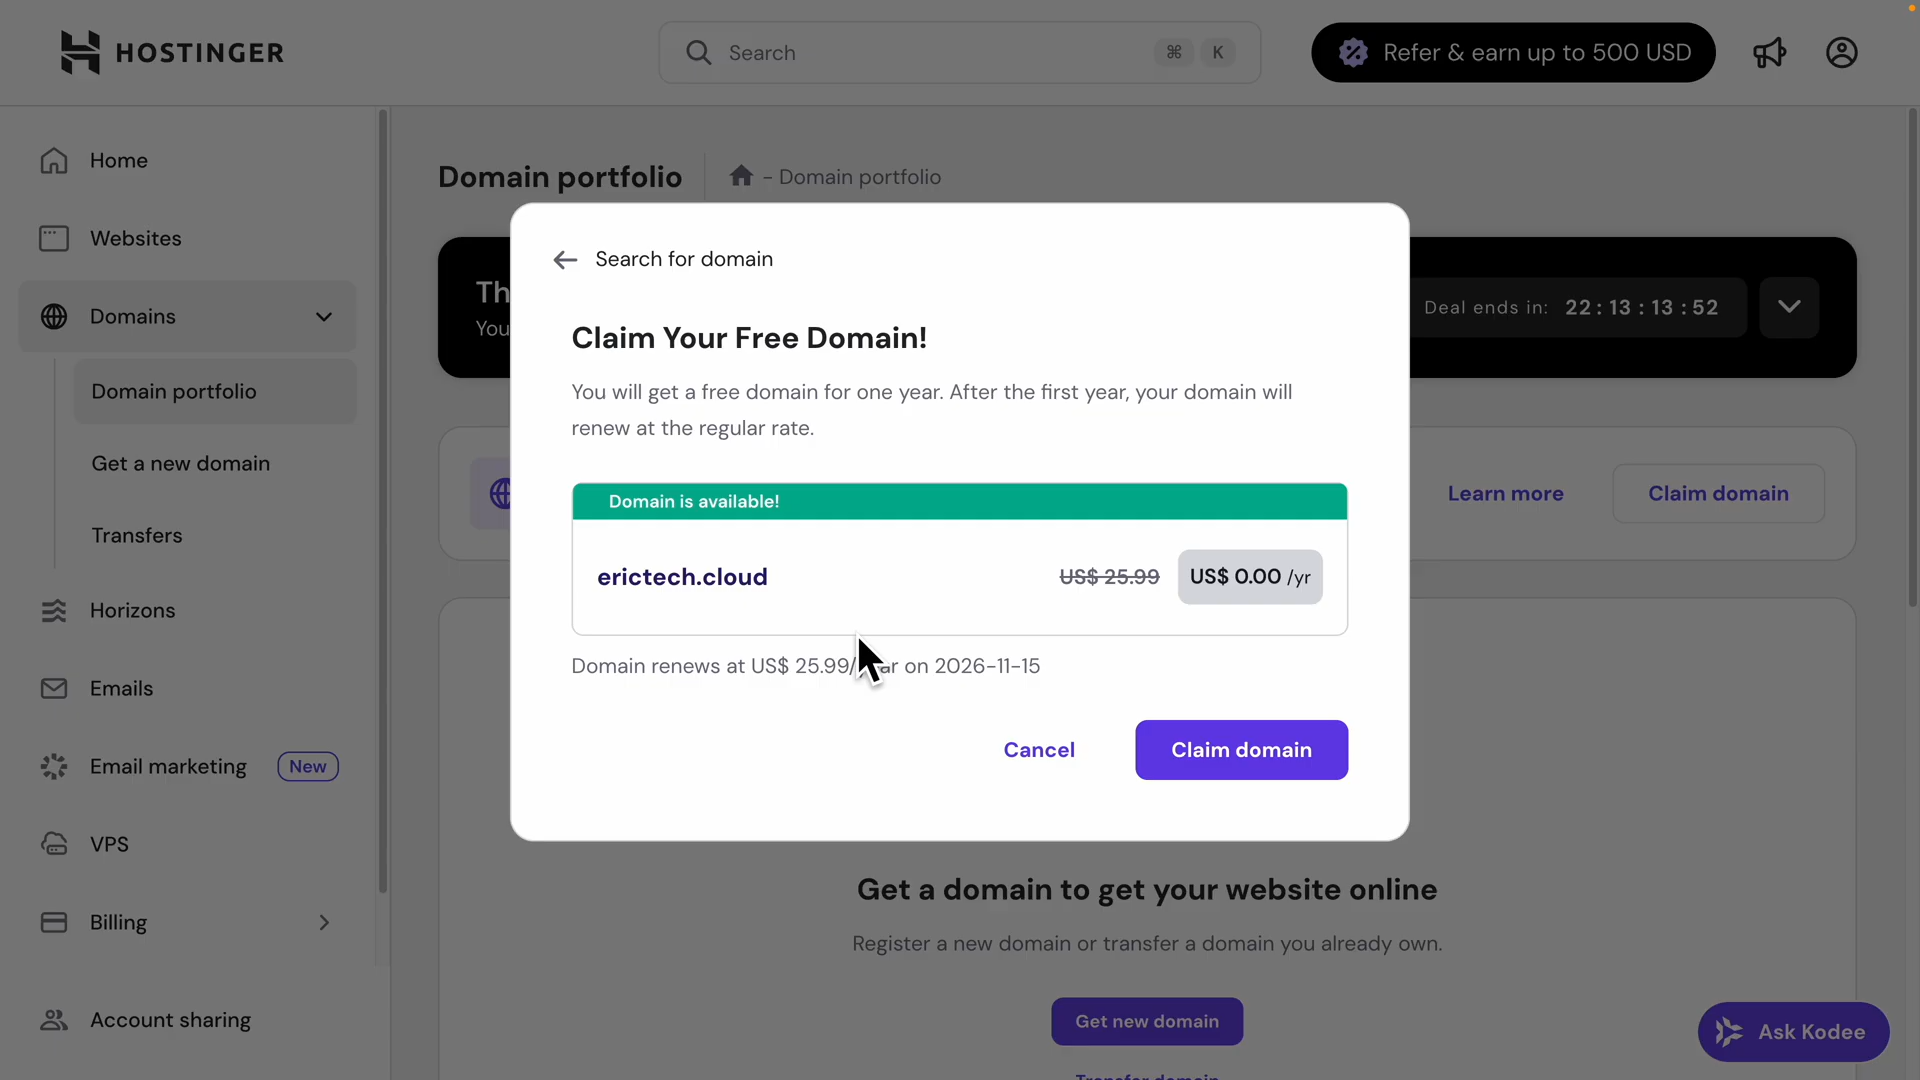 HOSTINGER
Search
⌘ K
Refer & earn up to 500 USD
Home
Websites
Domains
Domain portfolio
Get a new domain
Transfers
Horizons
Emails
Email marketing New
VPS
Billing
Account sharing
Domain portfolio
– Domain portfolio
Th
You
Deal ends in: 22 : 13 : 13 : 52
Learn more
Claim domain
Search for domain
Claim Your Free Domain!
You will get a free domain for one year. After the first year, your domain will
renew at the regular rate.
Domain is available!
erictech.cloud
US$ 25.99
US$ 0.00 /yr
Domain renews at US$ 25.99/ ar on 2026-11-15
Cancel
Claim domain
Get a domain to get your website online
Register a new domain or transfer a domain you already own.
Get new domain
Transfer domain
Ask Kodee